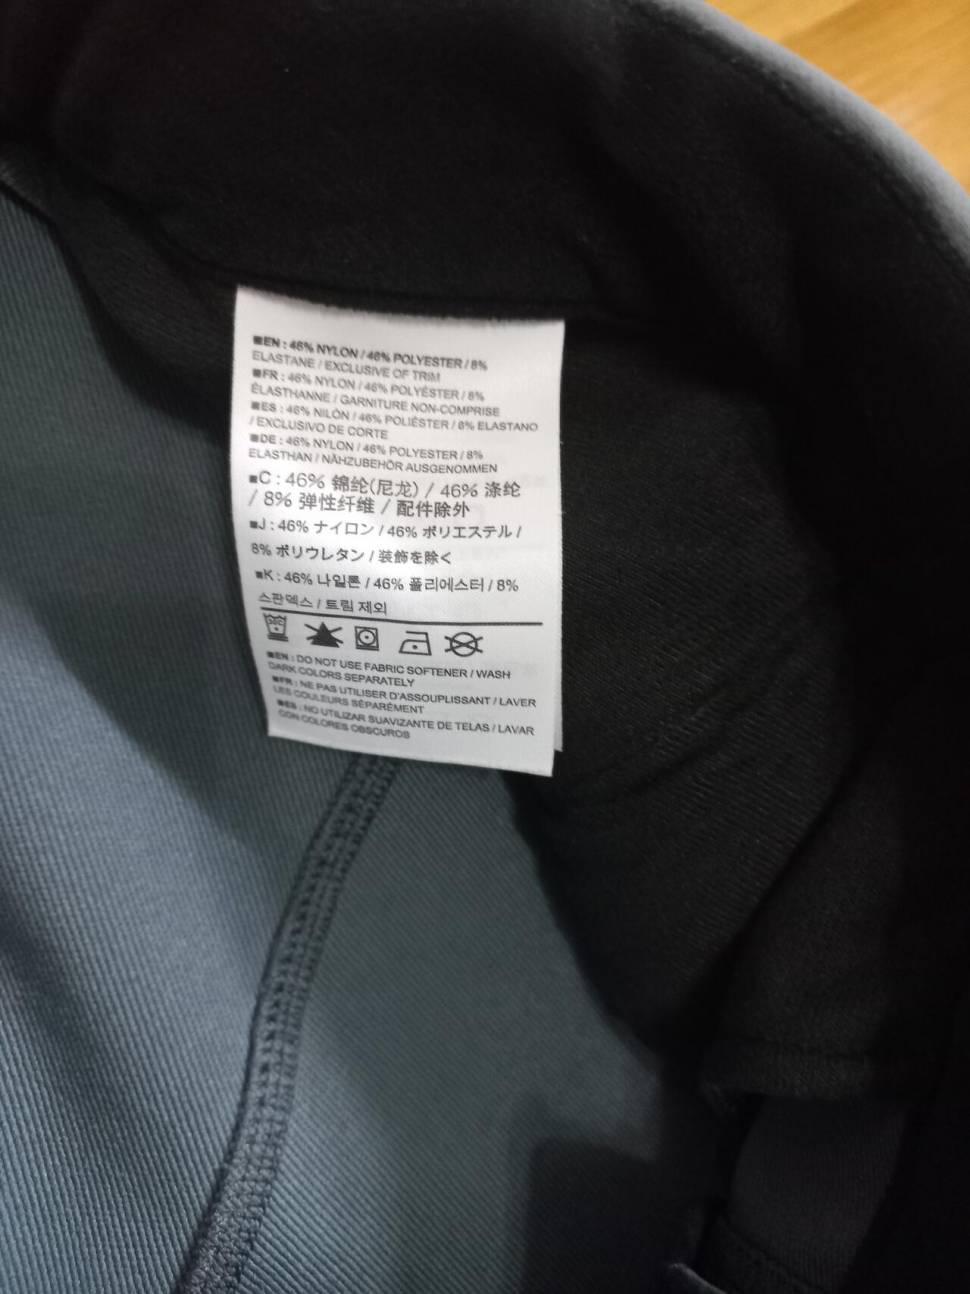 ■EN : 46% NYLON / 46% POLYESTER / 8%
ELASTANE / EXCLUSIVE OF TRIM
■FR : 46% NYLON / 46% POLYESTER / 8%
ÉLASTHANNE / GARNITURE NON-COMPRISE
■ES : 46% NILÓN / 46% POLIÉSTER / 8% ELASTANO
/ EXCLUSIVO DE CORTE
■DE : 46% NYLON / 46% POLYESTER / 8%
ELASTHAN / NÄHZUBEHÖR AUSGENOMMEN
■C : 46% 锦纶(尼龙) / 46% 涤纶
/ 8% 弹性纤维 / 配件除外
■J : 46% ナイロン / 46% ポリエステル /
8% ポリウレタン / 装飾を除く
■K : 46% 나일론 / 46% 폴리에스터 / 8%
스판덱스 / 트림 제외
■EN : DO NOT USE FABRIC SOFTENER / WASH
DARK COLORS SEPARATELY
■FR : NE PAS UTILISER D'ASSOUPLISSANT / LAVER
LES COULEURS SÉPARÉMENT
■ES : NO UTILIZAR SUAVIZANTE DE TELAS / LAVAR
CON COLORES OBSCUROS